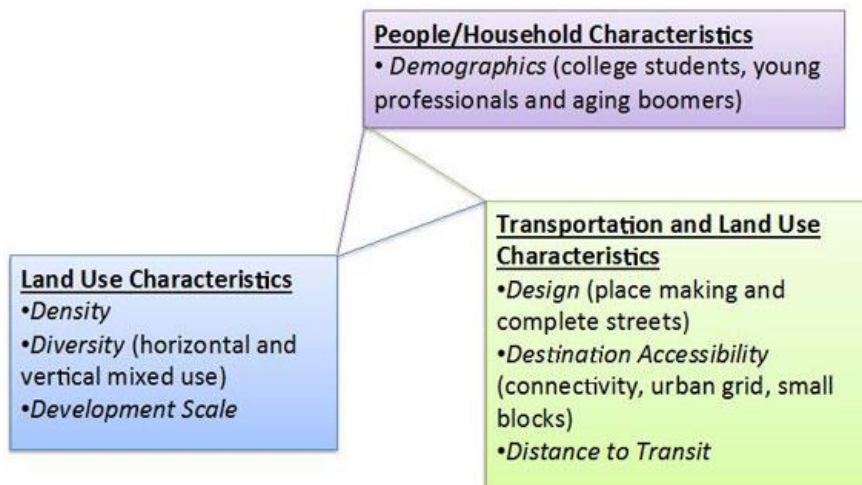 People/Household Characteristics
• Demographics (college students, young
professionals and aging boomers)
Land Use Characteristics
•Density
•Diversity (horizontal and
vertical mixed use)
•Development Scale
Transportation and Land Use
Characteristics
•Design (place making and
complete streets)
•Destination Accessibility
(connectivity, urban grid, small
blocks)
•Distance to Transit